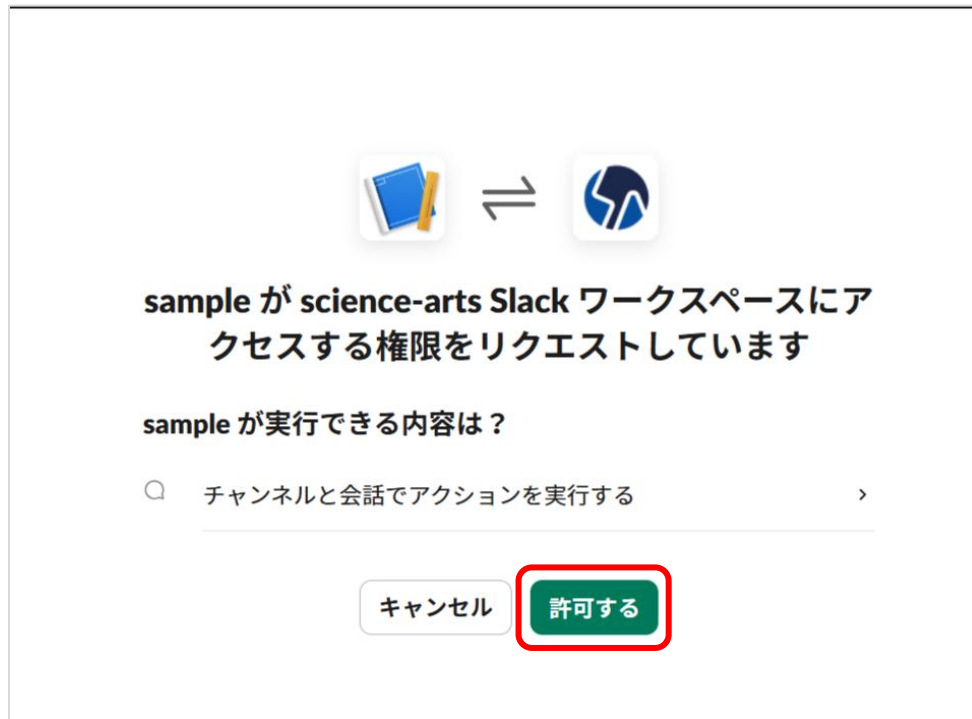 sample が science-arts Slack ワークスペースにア
クセスする権限をリクエストしています
sample が実行できる内容は？
チャンネルと会話でアクションを実行する
キャンセル
許可する